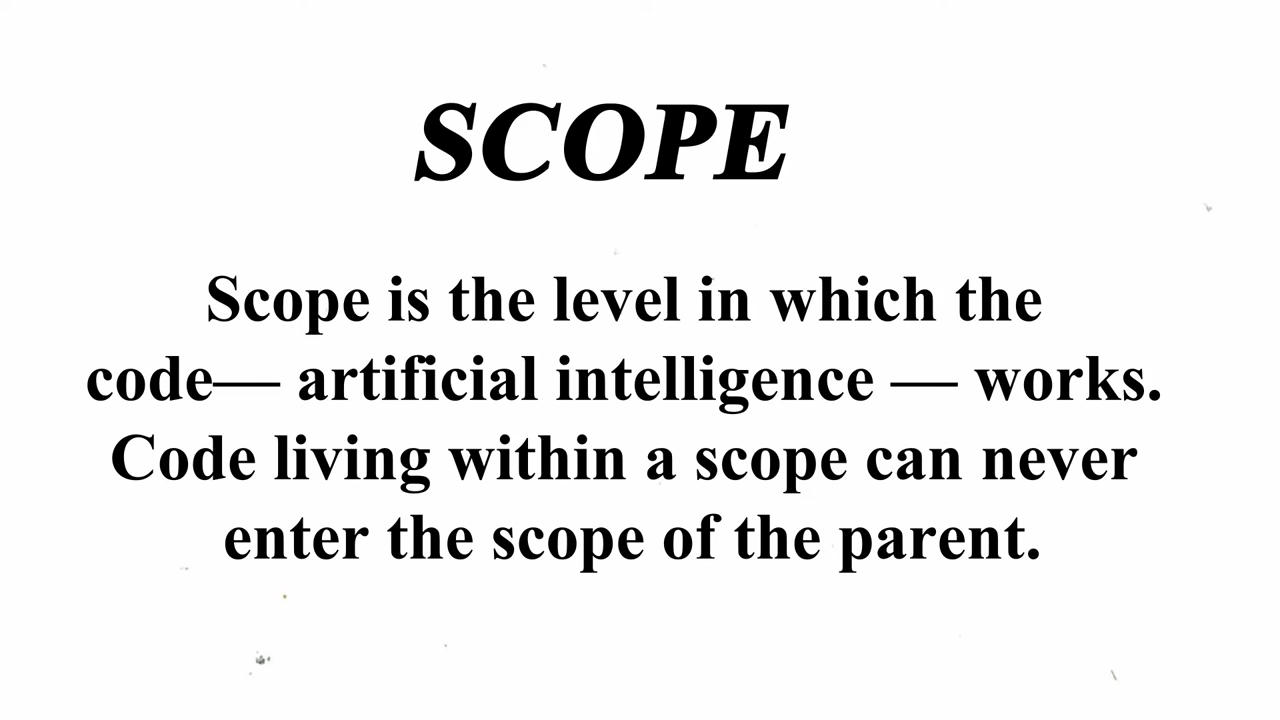 SCOPE
Scope is the level in which the
code— artificial intelligence — works.
Code living within a scope can never
enter the scope of the parent.